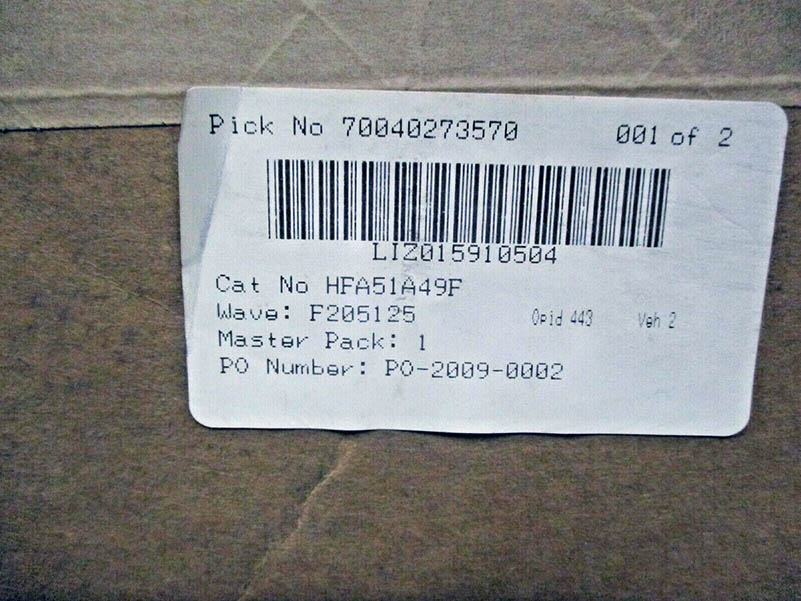 Pick No 70040273570 001 of 2
LIZ015910504
Cat No HFA51A49F
Wave: F205125 Opid 443 Veh 2
Master Pack: 1
PO Number: PO-2009-0002